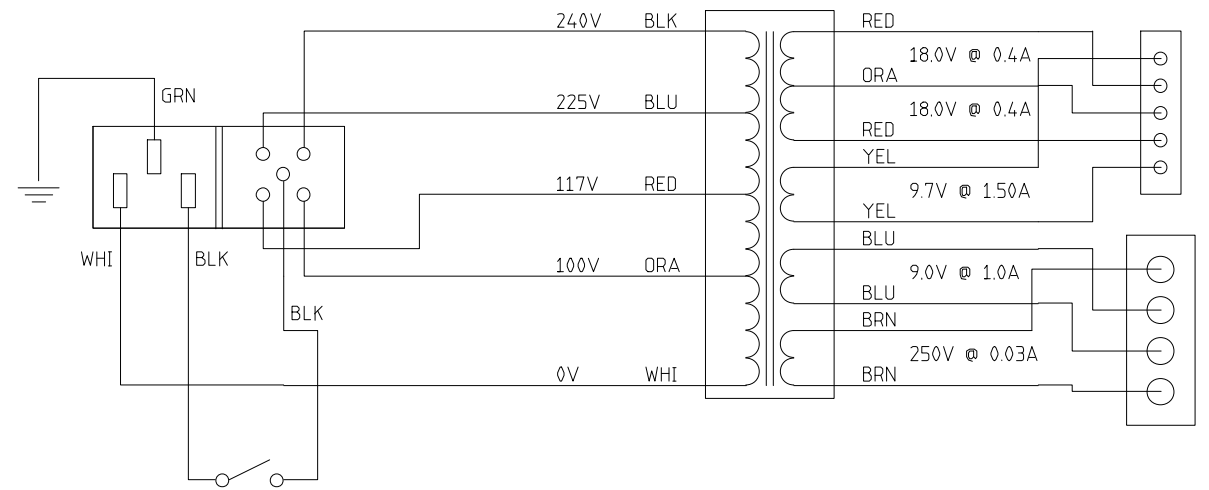 240V BLK
RED
18.0V @ 0.4A
ORA
GRN
225V BLU
18.0V @ 0.4A
RED
YEL
117V RED
9.7V @ 1.50A
YEL
BLU
WHI
BLK
100V ORA
9.0V @ 1.0A
BLU
BLK
BRN
250V @ 0.03A
0V WHI
BRN